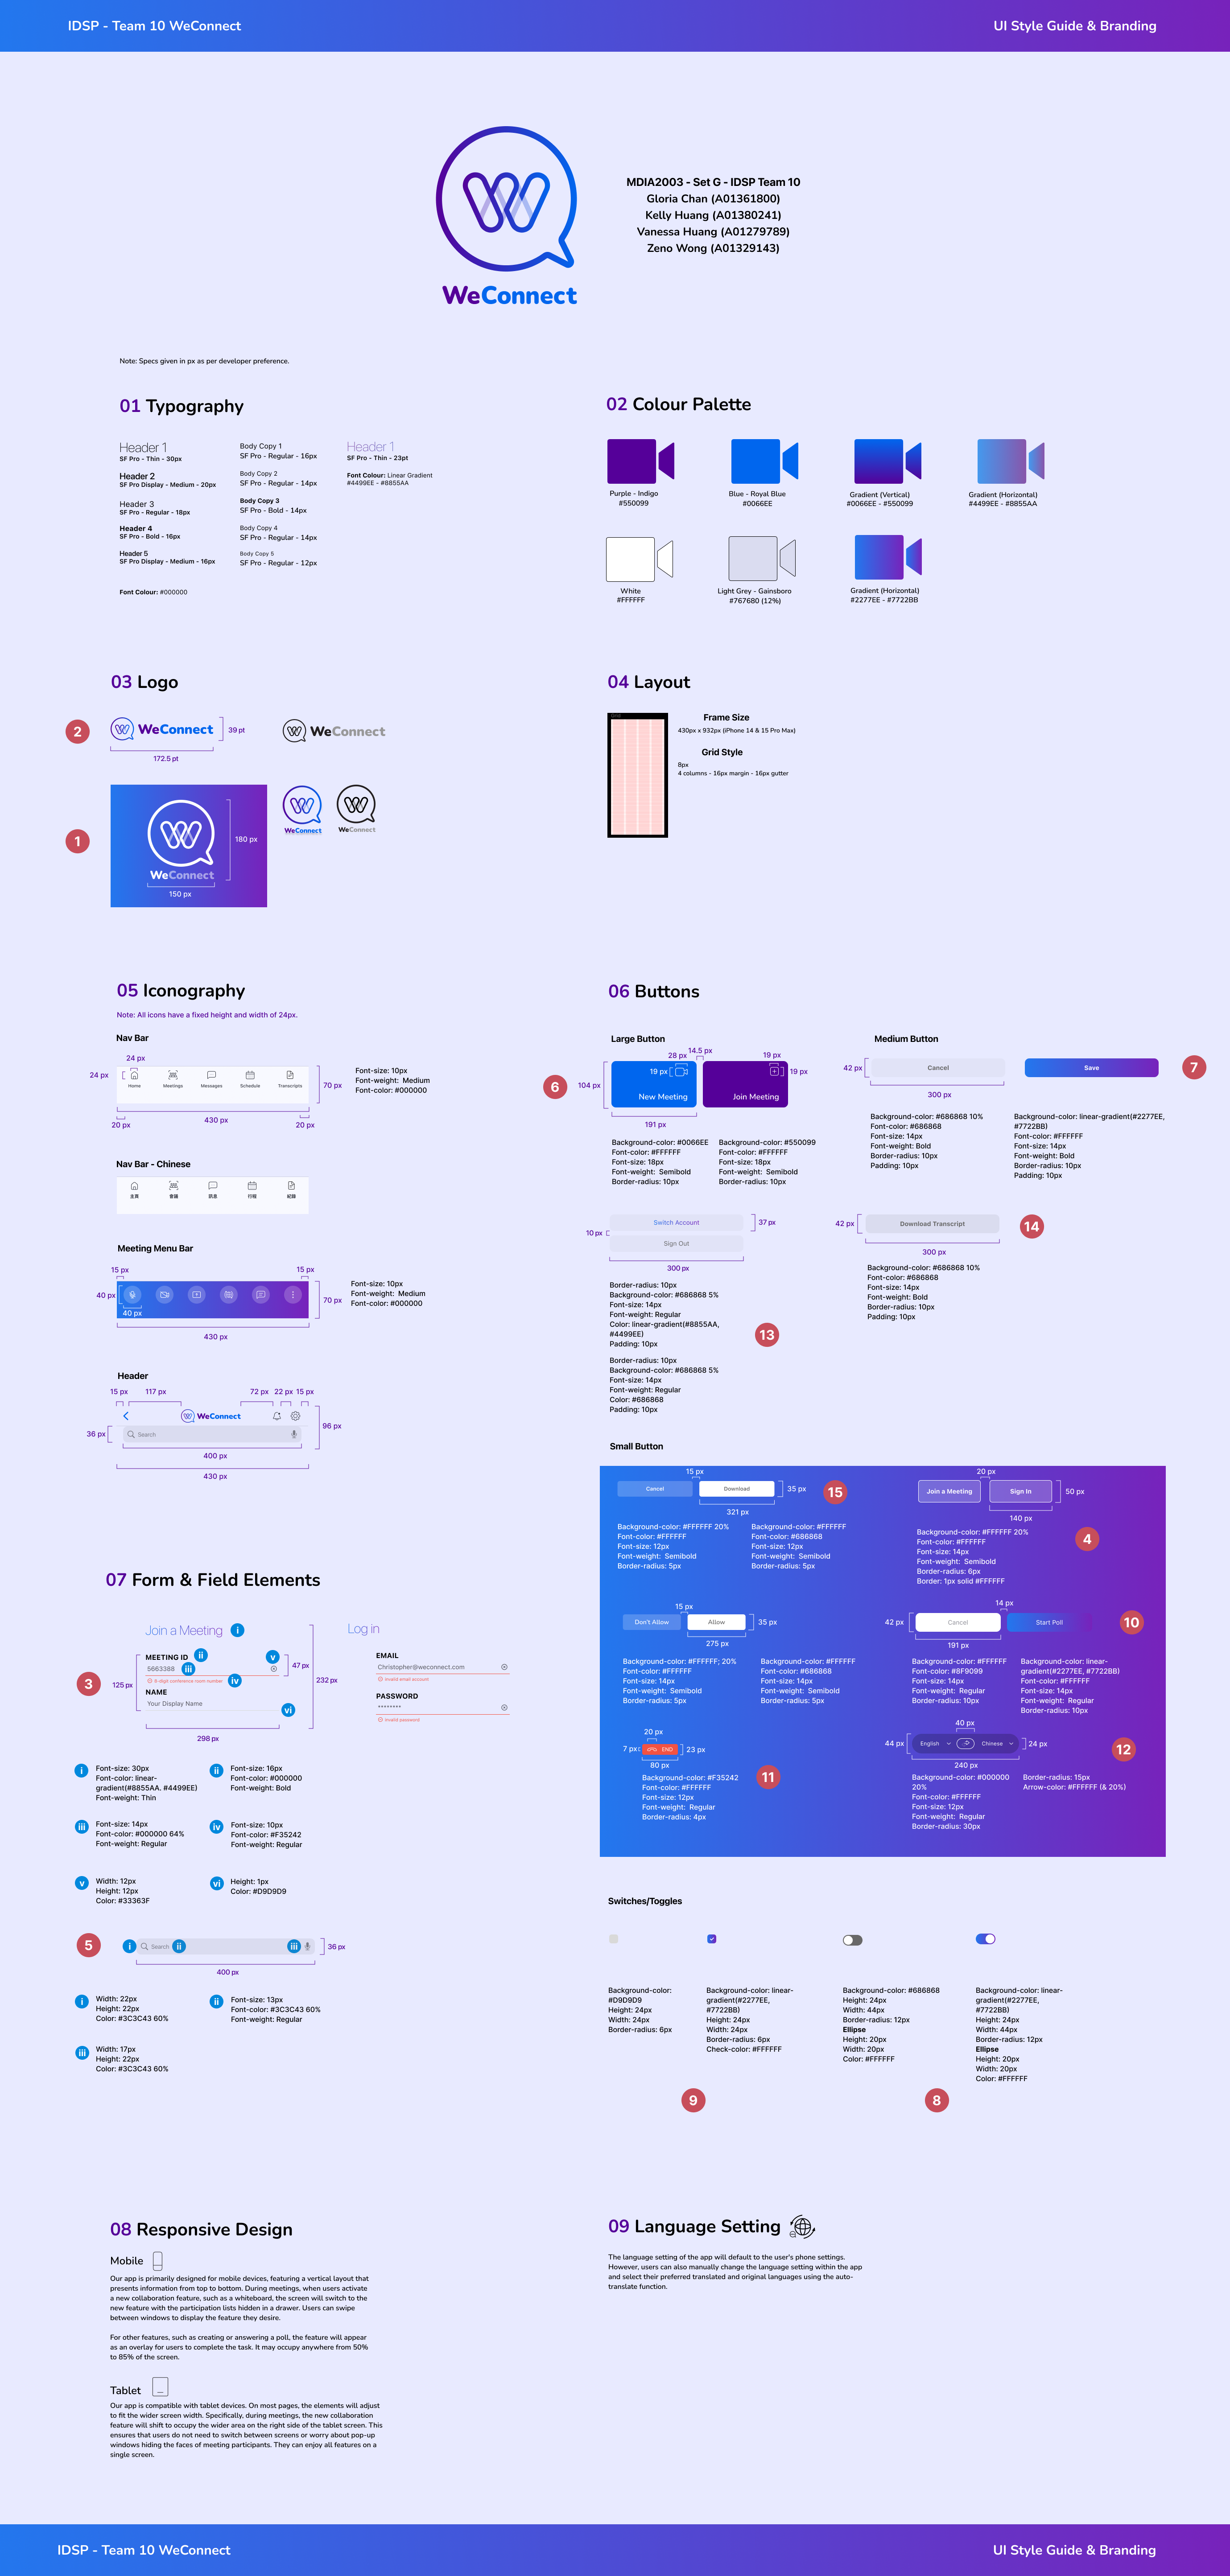 IDSP - Team 10 WeConnect
UI Style Guide & Branding
WeConnect
MDIA2003 - Set G - IDSP Team 10
Gloria Chan (A01361800)
Kelly Huang (A01380241)
Vanessa Huang (A01279789)
Zeno Wong (A01329143)
Note: Specs given in px as per developer preference.
01 Typography
Header 1
SF Pro - Thin - 30px
Header 2
SF Pro Display - Medium - 20px
Header 3
SF Pro - Regular - 18px
Header 4
SF Pro - Bold - 16px
Header 5
SF Pro Display - Medium - 16px
Font Colour: #000000
Body Copy 1
SF Pro - Regular - 16px
Body Copy 2
SF Pro - Regular - 14px
Body Copy 3
SF Pro - Bold - 14px
Body Copy 4
SF Pro - Regular - 14px
Body Copy 5
SF Pro - Regular - 12px
Header 1
SF Pro - Thin - 23pt
Font Colour: Linear Gradient
#4499EE - #8855AA
02 Colour Palette
Purple - Indigo
#550099
Blue - Royal Blue
#0066EE
Gradient (Vertical)
#0066EE - #550099
Gradient (Horizontal)
#4499EE - #8855AA
White
#FFFFFF
Light Grey - Gainsboro
#767680 (12%)
Gradient (Horizontal)
#2277EE - #7722BB
03 Logo
2
WeConnect
39 pt
172.5 pt
WeConnect
1
WeConnect
180 px
150 px
WeConnect
WeConnect
04 Layout
Frame Size
430px x 932px (iPhone 14 & 15 Pro Max)
Grid Style
8px
4 columns - 16px margin - 16px gutter
05 Iconography
Note: All icons have a fixed height and width of 24px.
Nav Bar
24 px
24 px
Home
Meetings
Messages
Schedule
Transcripts
70 px
430 px
20 px
20 px
Font-size: 10px
Font-weight: Medium
Font-color: #000000
Nav Bar - Chinese
主頁
會議
訊息
行程
紀錄
Meeting Menu Bar
15 px
15 px
40 px
40 px
70 px
430 px
Font-size: 10px
Font-weight: Medium
Font-color: #000000
Header
15 px
117 px
72 px
22 px
15 px
WeConnect
Search
36 px
96 px
400 px
430 px
06 Buttons
Large Button
6
28 px
14.5 px
19 px
104 px
19 px
19 px
New Meeting
Join Meeting
191 px
Background-color: #0066EE
Font-color: #FFFFFF
Font-size: 18px
Font-weight: Semibold
Border-radius: 10px
Background-color: #550099
Font-color: #FFFFFF
Font-size: 18px
Font-weight: Semibold
Border-radius: 10px
Medium Button
42 px
Cancel
Save
7
300 px
Background-color: #686868 10%
Font-color: #686868
Font-size: 14px
Font-weight: Bold
Border-radius: 10px
Padding: 10px
Background-color: linear-gradient(#2277EE,
#7722BB)
Font-color: #FFFFFF
Font-size: 14px
Font-weight: Bold
Border-radius: 10px
Padding: 10px
Switch Account
37 px
10 px
Sign Out
300 px
Border-radius: 10px
Background-color: #686868 5%
Font-size: 14px
Font-weight: Regular
Color: linear-gradient(#8855AA,
#4499EE)
Padding: 10px
13
Border-radius: 10px
Background-color: #686868 5%
Font-size: 14px
Font-weight: Regular
Color: #686868
Padding: 10px
42 px
Download Transcript
14
300 px
Background-color: #686868 10%
Font-color: #686868
Font-size: 14px
Font-weight: Bold
Border-radius: 10px
Padding: 10px
Small Button
15 px
Cancel
Download
35 px
15
321 px
Background-color: #FFFFFF 20%
Font-color: #FFFFFF
Font-size: 12px
Font-weight: Semibold
Border-radius: 5px
Background-color: #FFFFFF
Font-color: #686868
Font-size: 12px
Font-weight: Semibold
Border-radius: 5px
20 px
Join a Meeting
Sign In
50 px
140 px
Background-color: #FFFFFF 20%
Font-color: #FFFFFF
Font-size: 14px
Font-weight: Semibold
Border-radius: 6px
Border: 1px solid #FFFFFF
4
15 px
Don't Allow
Allow
35 px
275 px
Background-color: #FFFFFF; 20%
Font-color: #FFFFFF
Font-size: 14px
Font-weight: Semibold
Border-radius: 5px
Background-color: #FFFFFF
Font-color: #686868
Font-size: 14px
Font-weight: Semibold
Border-radius: 5px
14 px
42 px
Cancel
Start Poll
10
191 px
Background-color: #FFFFFF
Font-color: #8F9099
Font-size: 14px
Font-weight: Regular
Border-radius: 10px
Background-color: linear-
gradient(#2277EE, #7722BB)
Font-color: #FFFFFF
Font-size: 14px
Font-weight: Regular
Border-radius: 10px
20 px
7 px
END
23 px
80 px
11
Background-color: #F35242
Font-color: #FFFFFF
Font-size: 12px
Font-weight: Regular
Border-radius: 4px
40 px
44 px
English
Chinese
24 px
12
240 px
Background-color: #000000
20%
Font-color: #FFFFFF
Font-size: 12px
Font-weight: Regular
Border-radius: 30px
Border-radius: 15px
Arrow-color: #FFFFFF (& 20%)
07 Form & Field Elements
3
Join a Meeting
i
MEETING ID
ii
v
5663388
iii
8-digit conference room number
iv
NAME
Your Display Name
vi
125 px
47 px
232 px
298 px
Log in
EMAIL
Christopher@weconnect.com
Invalid email account
PASSWORD
********
Invalid password
i
Font-size: 30px
Font-color: linear-
gradient(#8855AA. #4499EE)
Font-weight: Thin
ii
Font-size: 16px
Font-color: #000000
Font-weight: Bold
iii
Font-size: 14px
Font-color: #000000 64%
Font-weight: Regular
iv
Font-size: 10px
Font-color: #F35242
Font-weight: Regular
v
Width: 12px
Height: 12px
Color: #33363F
vi
Height: 1px
Color: #D9D9D9
5
i
Search
ii
iii
36 px
400 px
i
Width: 22px
Height: 22px
Color: #3C3C43 60%
ii
Font-size: 13px
Font-color: #3C3C43 60%
Font-weight: Regular
iii
Width: 17px
Height: 22px
Color: #3C3C43 60%
Switches/Toggles
Background-color:
#D9D9D9
Height: 24px
Width: 24px
Border-radius: 6px
Background-color: linear-
gradient(#2277EE,
#7722BB)
Height: 24px
Width: 24px
Border-radius: 6px
Check-color: #FFFFFF
9
Background-color: #686868
Height: 24px
Width: 44px
Border-radius: 12px
Ellipse
Height: 20px
Width: 20px
Color: #FFFFFF
Background-color: linear-
gradient(#2277EE,
#7722BB)
Height: 24px
Width: 44px
Border-radius: 12px
Ellipse
Height: 20px
Width: 20px
Color: #FFFFFF
8
08 Responsive Design
Mobile
Our app is primarily designed for mobile devices, featuring a vertical layout that
presents information from top to bottom. During meetings, when users activate
a new collaboration feature, such as a whiteboard, the screen will switch to the
new feature with the participation lists hidden in a drawer. Users can swipe
between windows to display the feature they desire.
For other features, such as creating or answering a poll, the feature will appear
as an overlay for users to complete the task. It may occupy anywhere from 50%
to 85% of the screen.
Tablet
Our app is compatible with tablet devices. On most pages, the elements will adjust
to fit the wider screen width. Specifically, during meetings, the new collaboration
feature will shift to occupy the wider area on the right side of the tablet screen. This
ensures that users do not need to switch between screens or worry about pop-up
windows hiding the faces of meeting participants. They can enjoy all features on a
single screen.
09 Language Setting
The language setting of the app will default to the user's phone settings.
However, users can also manually change the language setting within the app
and select their preferred translated and original languages using the auto-
translate function.
IDSP - Team 10 WeConnect
UI Style Guide & Branding